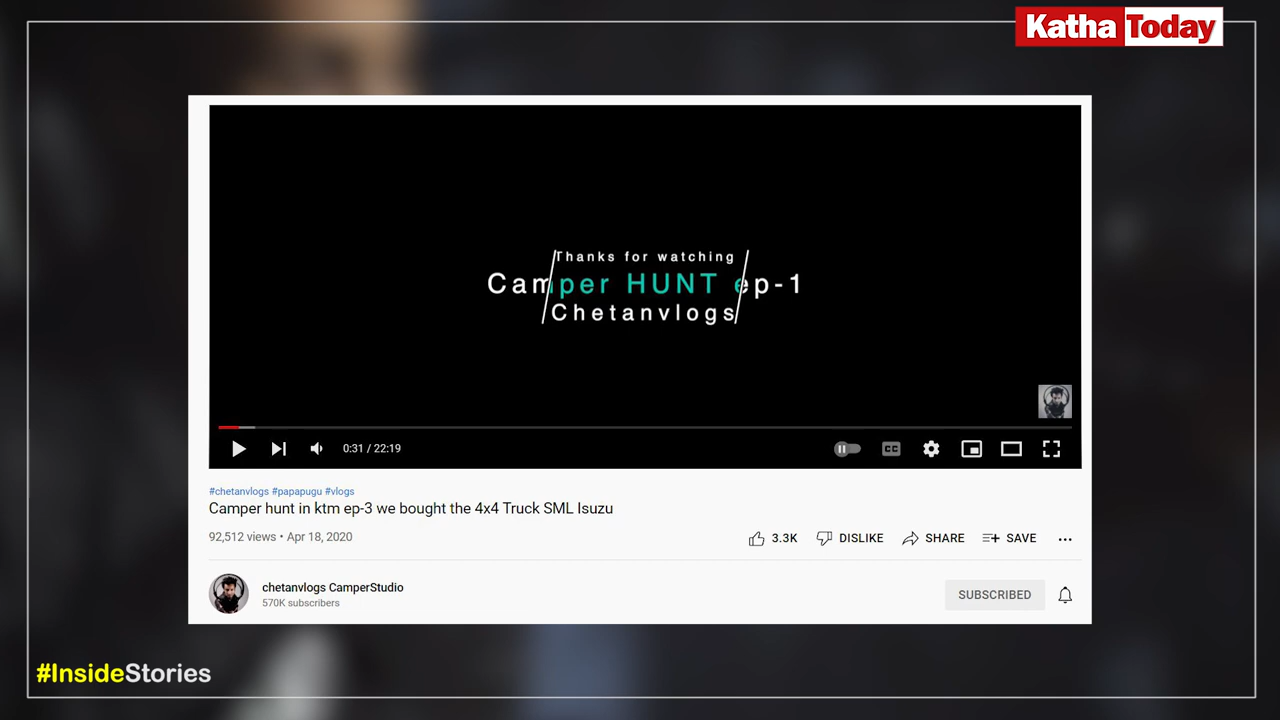 Katha Today
Thanks for watching
Camper HUNT ep-1
Chetanvlogs
0:31 / 22:19
CC
#chetanvlogs #papapugu #vlogs
Camper hunt in ktm ep-3 we bought the 4x4 Truck SML Isuzu
92,512 views • Apr 18, 2020
3.3K DISLIKE SHARE SAVE
chetanvlogs CamperStudio
570K subscribers
SUBSCRIBED
#InsideStories